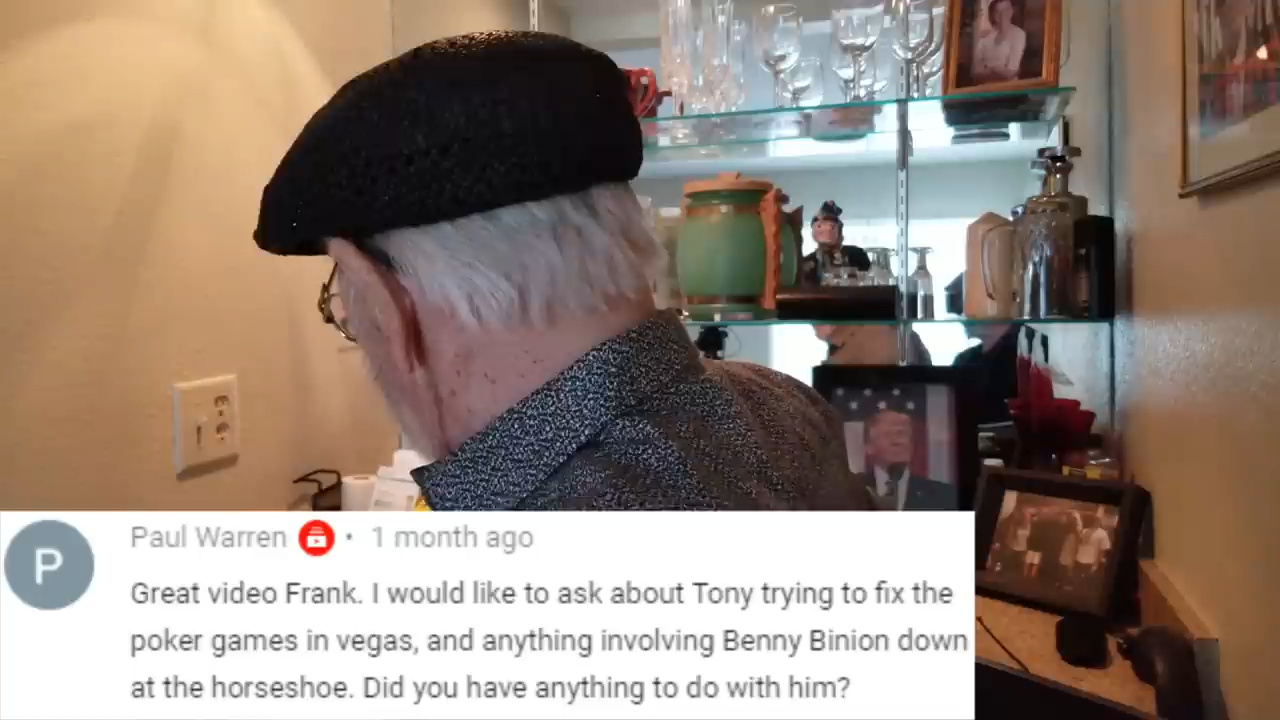 P
Paul Warren • 1 month ago
Great video Frank. I would like to ask about Tony trying to fix the
poker games in vegas, and anything involving Benny Binion down
at the horseshoe. Did you have anything to do with him?